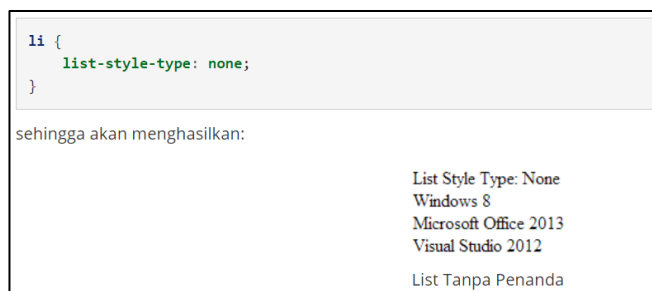 li {
    list-style-type: none;
}
sehingga akan menghasilkan:
List Style Type: None
Windows 8
Microsoft Office 2013
Visual Studio 2012
List Tanpa Penanda